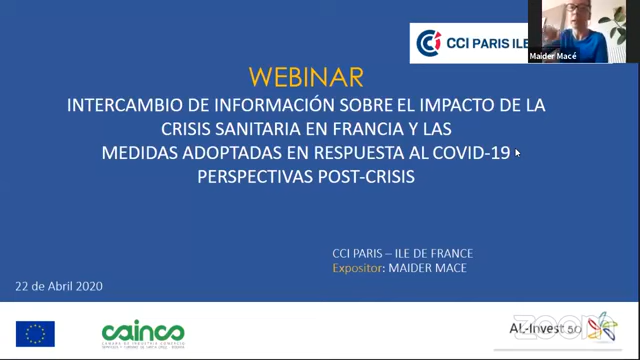 CCI PARIS ILE
Maider Macé
WEBINAR
INTERCAMBIO DE INFORMACIÓN SOBRE EL IMPACTO DE LA
CRISIS SANITARIA EN FRANCIA Y LAS
MEDIDAS ADOPTADAS EN RESPUESTA AL COVID-19
PERSPECTIVAS POST-CRISIS
CCI PARIS – ILE DE FRANCE
Expositor: MAIDER MACE
22 de Abril 2020
cainco
AL-Invest 5.0
zoom